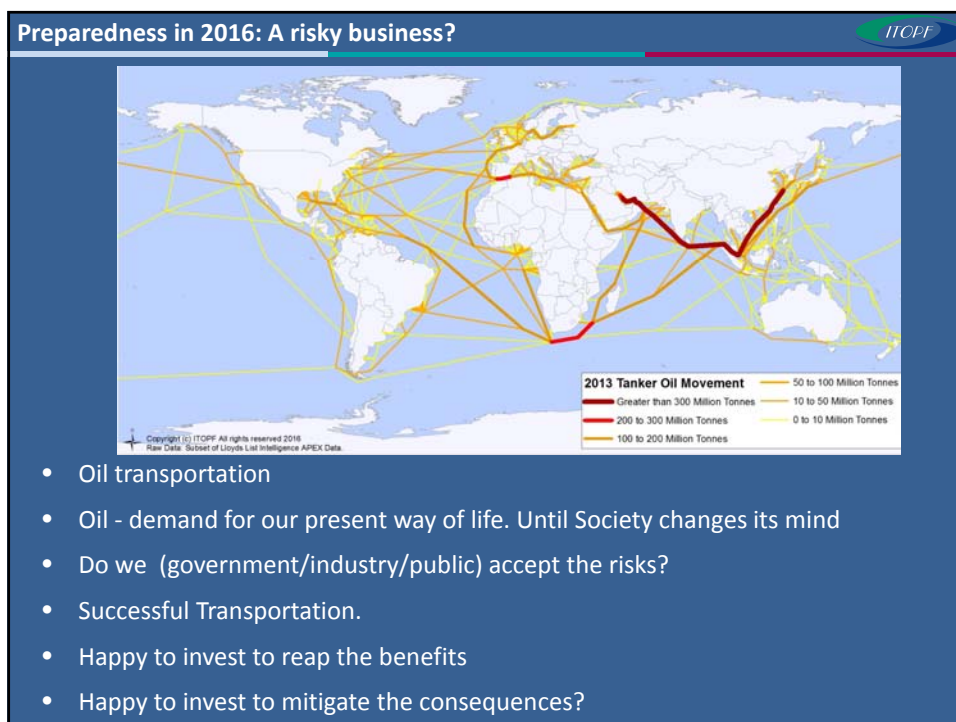 Preparedness in 2016: A risky business?
ITOPF
2013 Tanker Oil Movement
Greater than 300 Million Tonnes
200 to 300 Million Tonnes
100 to 200 Million Tonnes
50 to 100 Million Tonnes
10 to 50 Million Tonnes
0 to 10 Million Tonnes
Copyright (c) ITOPF All rights reserved 2016
Raw Data: Subset of Lloyds List Intelligence APEX Data.
• Oil transportation
• Oil - demand for our present way of life. Until Society changes its mind
• Do we  (government/industry/public) accept the risks?
• Successful Transportation.
• Happy to invest to reap the benefits
• Happy to invest to mitigate the consequences?